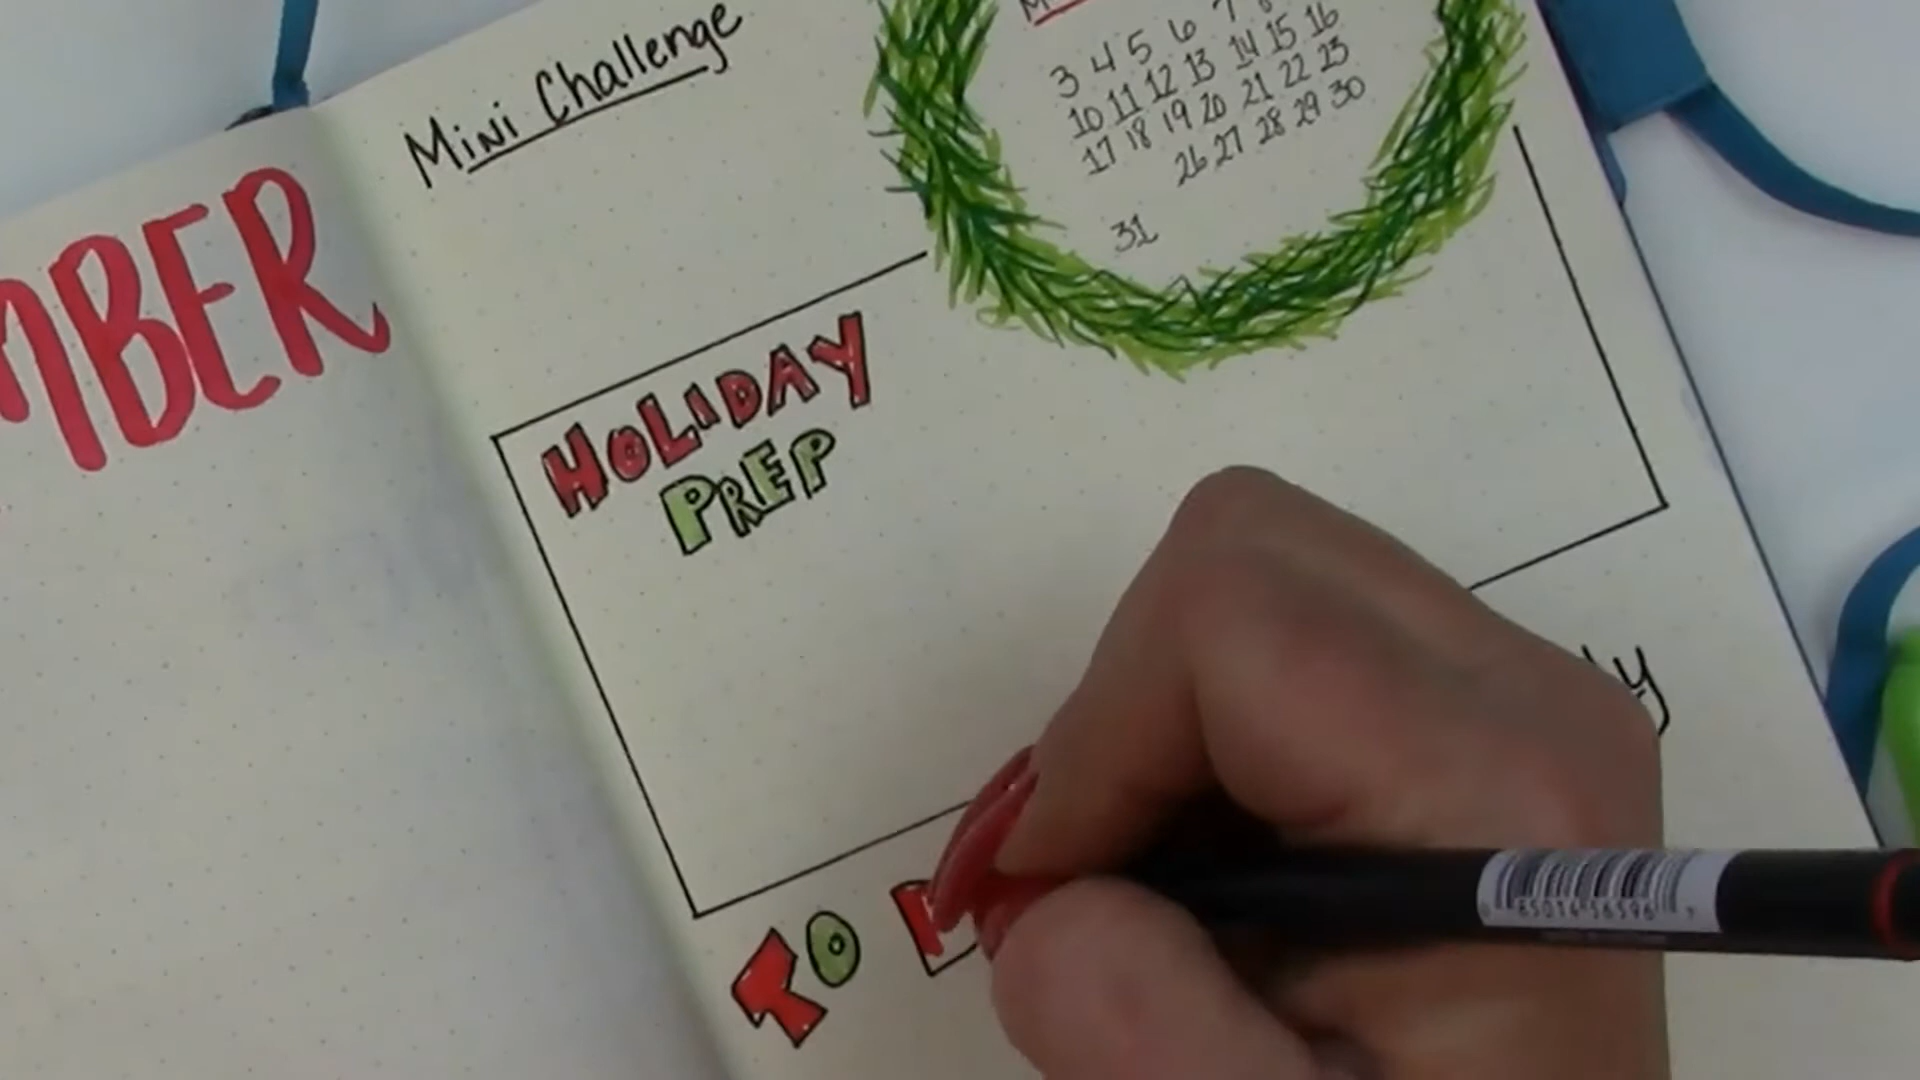 Mini Challenge
3 4 5 6 7 8
10 11 12 13 14 15 16
17 18 19 20 21 22 23
26 27 28 29 30
31
MBER
HOLIDAY
PREP
TO